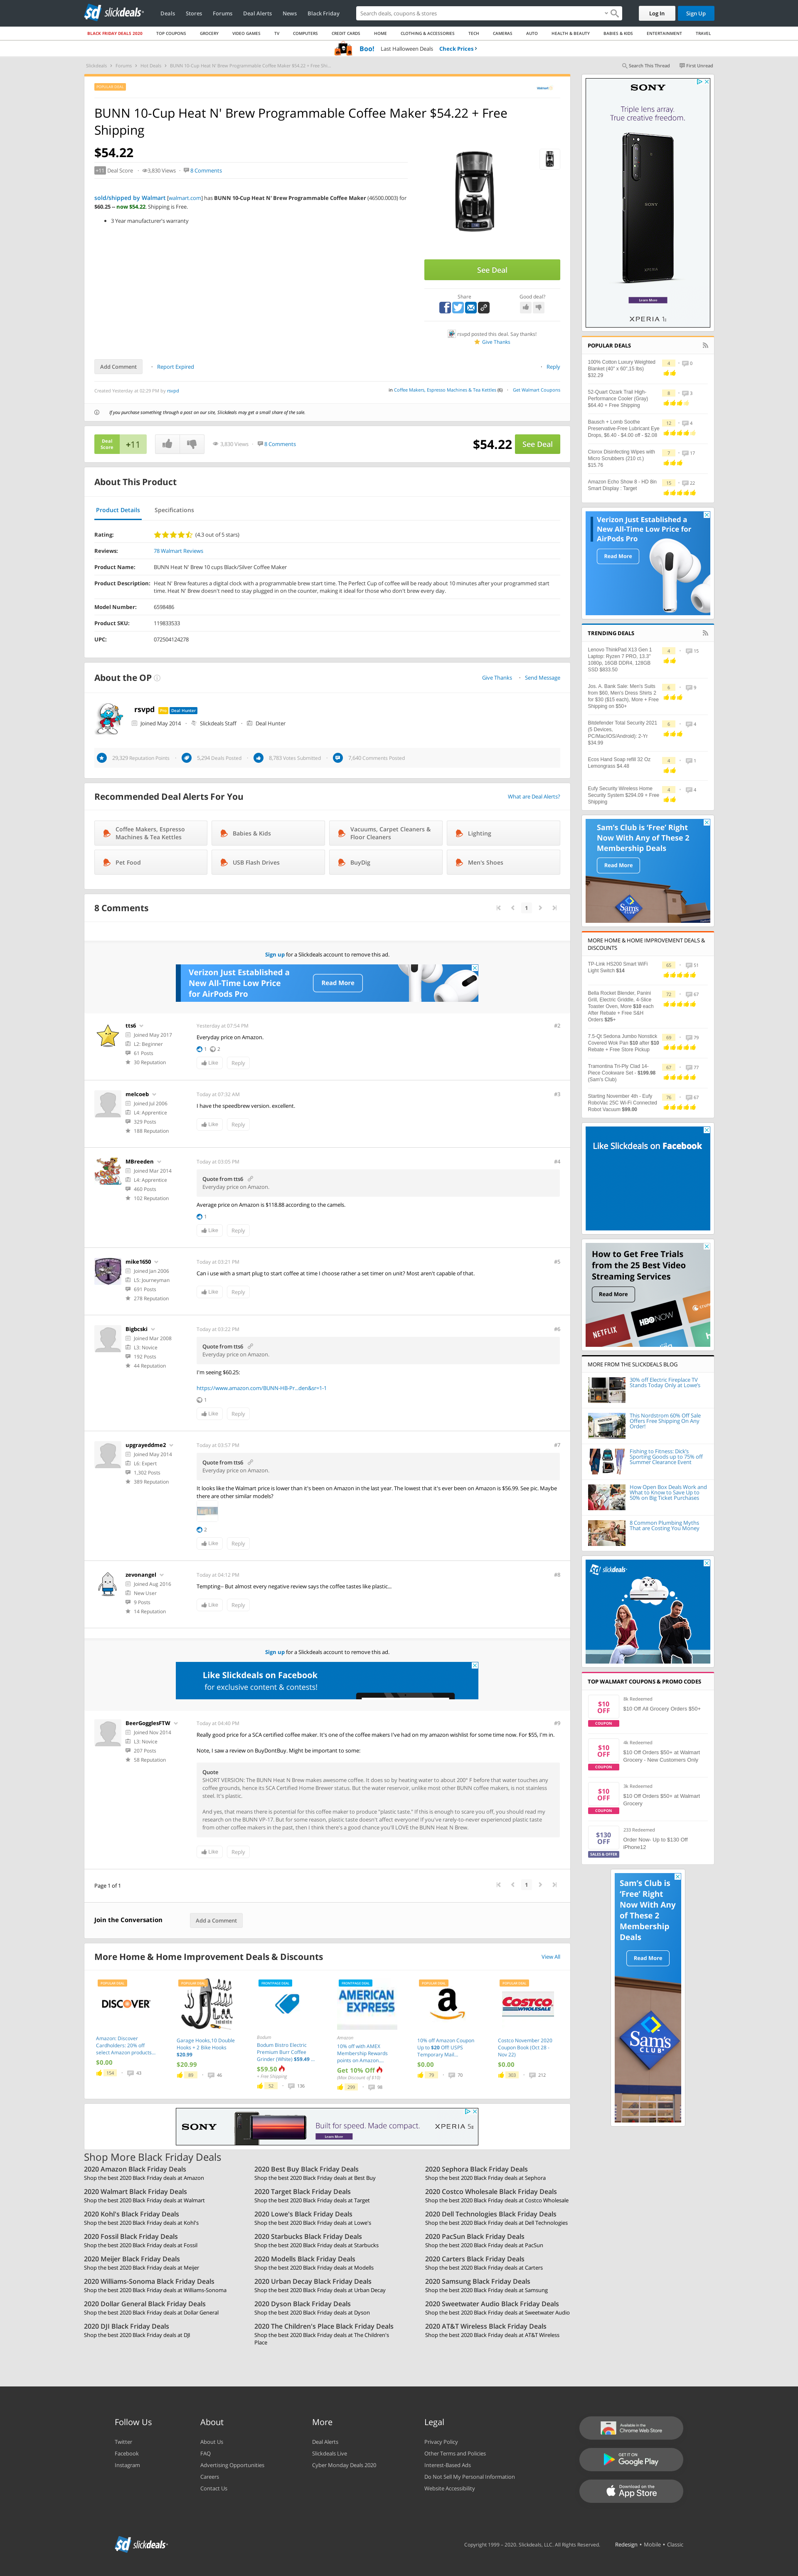 slickdeals
Deals
Stores
Forums
Deal Alerts
News
Black Friday
Search deals, coupons & stores
Log In
Sign Up
BLACK FRIDAY DEALS 2020
TOP COUPONS
GROCERY
VIDEO GAMES
TV
COMPUTERS
CREDIT CARDS
HOME
CLOTHING & ACCESSORIES
TECH
CAMERAS
AUTO
HEALTH & BEAUTY
BABIES & KIDS
ENTERTAINMENT
TRAVEL
Boo! Last Halloween Deals Check Prices
Slickdeals > Forums > Hot Deals > BUNN 10-Cup Heat N' Brew Programmable Coffee Maker $54.22 + Free Shi...
Search This Thread
First Unread
POPULAR DEAL
Walmart
BUNN 10-Cup Heat N' Brew Programmable Coffee Maker $54.22 + Free
Shipping
$54.22
+11 Deal Score
3,830 Views
8 Comments
sold/shipped by Walmart [walmart.com] has BUNN 10-Cup Heat N' Brew Programmable Coffee Maker (46500.0003) for
$60.25 -- now $54.22. Shipping is Free.
3 Year manufacturer's warranty
See Deal
Share
Good deal?
rsvpd posted this deal. Say thanks!
Give Thanks
Add Comment
Report Expired
Reply
Created Yesterday at 02:29 PM by rsvpd
in Coffee Makers, Espresso Machines & Tea Kettles (6)
Get Walmart Coupons
If you purchase something through a post on our site, Slickdeals may get a small share of the sale.
Deal
Score
+11
3,830 Views
8 Comments
$54.22
See Deal
About This Product
Product Details
Specifications
Rating: (4.3 out of 5 stars)
Reviews: 78 Walmart Reviews
Product Name: BUNN Heat N' Brew 10 cups Black/Silver Coffee Maker
Product Description: Heat N' Brew features a digital clock with a programmable brew start time. The Perfect Cup of coffee will be ready about 10 minutes after your programmed start
time. Heat N' Brew doesn't need to stay plugged in on the counter, making it ideal for those who don't brew every day.
Model Number: 6598486
Product SKU: 119833533
UPC: 072504124278
About the OP
Give Thanks
Send Message
rsvpd
Pro
Deal Hunter
Joined May 2014
Slickdeals Staff
Deal Hunter
29,329 Reputation Points
5,294 Deals Posted
8,783 Votes Submitted
7,640 Comments Posted
Recommended Deal Alerts For You
What are Deal Alerts?
Coffee Makers, Espresso
Machines & Tea Kettles
Babies & Kids
Vacuums, Carpet Cleaners &
Floor Cleaners
Lighting
Pet Food
USB Flash Drives
BuyDig
Men's Shoes
8 Comments
1
Sign up for a Slickdeals account to remove this ad.
Verizon Just Established a
New All-Time Low Price
for AirPods Pro
Read More
tts6
Joined May 2017
L2: Beginner
61 Posts
30 Reputation
Yesterday at 07:54 PM
#2
Everyday price on Amazon.
1
2
Like
Reply
melcoeb
Joined Jul 2006
L4: Apprentice
329 Posts
188 Reputation
Today at 07:32 AM
#3
I have the speedbrew version. excellent.
Like
Reply
MBreeden
Joined Mar 2014
L4: Apprentice
460 Posts
102 Reputation
Today at 03:05 PM
#4
Quote from tts6
Everyday price on Amazon.
Average price on Amazon is $118.88 according to the camels.
1
Like
Reply
mike1650
Joined Jan 2006
L5: Journeyman
691 Posts
278 Reputation
Today at 03:21 PM
#5
Can i use with a smart plug to start coffee at time I choose rather a set timer on unit? Most aren't capable of that.
Like
Reply
Bigbcski
Joined Mar 2008
L3: Novice
192 Posts
44 Reputation
Today at 03:22 PM
#6
Quote from tts6
Everyday price on Amazon.
I'm seeing $60.25:
https://www.amazon.com/BUNN-HB-Pr...den&sr=1-1
1
Like
Reply
upgrayeddme2
Joined May 2014
L6: Expert
1,302 Posts
389 Reputation
Today at 03:57 PM
#7
Quote from tts6
Everyday price on Amazon.
It looks like the Walmart price is lower than it's been on Amazon in the last year. The lowest that it's ever been on Amazon is $56.99. See pic. Maybe
there are other similar models?
2
Like
Reply
zevonangel
Joined Aug 2016
New User
9 Posts
14 Reputation
Today at 04:12 PM
#8
Tempting-- But almost every negative review says the coffee tastes like plastic...
Like
Reply
Sign up for a Slickdeals account to remove this ad.
Like Slickdeals on Facebook
for exclusive content & contests!
BeerGogglesFTW
Joined Nov 2014
L3: Novice
207 Posts
58 Reputation
Today at 04:40 PM
#9
Really good price for a SCA certified coffee maker. It's one of the coffee makers I've had on my amazon wishlist for some time now. For $55, I'm in.
Note, I saw a review on BuyDontBuy. Might be important to some:
Quote
SHORT VERSION: The BUNN Heat N Brew makes awesome coffee. It does so by heating water to about 200° F before that water touches any
coffee grounds, hence its SCA Certified Home Brewer status. But the water reservoir, unlike most other BUNN coffee makers, is not stainless
steel. It's plastic.
And yes, that means there is potential for this coffee maker to produce "plastic taste." If this is enough to scare you off, you should read my
research on the BUNN VP-17. But for some reason, plastic taste doesn't affect everyone! If you've rarely-to-never experienced plastic taste
from other coffee makers in the past, then I think there's a good chance you'll LOVE the BUNN Heat N Brew.
Like
Reply
Page 1 of 1
1
Join the Conversation
Add a Comment
More Home & Home Improvement Deals & Discounts
View All
POPULAR DEAL
DISCOVER
Amazon: Discover
Cardholders: 20% off
select Amazon products...
$0.00
154
43
POPULAR DEAL
Garage Hooks,10 Double
Hooks + 2 Bike Hooks
$20.99
$20.99
89
46
FRONTPAGE DEAL
Bodum
Bodum Bistro Electric
Premium Burr Coffee
Grinder (White) $59.49 ...
$59.50
+ Free Shipping
52
136
FRONTPAGE DEAL
AMERICAN
EXPRESS
Amazon
10% off with AMEX
Membership Rewards
points on Amazon....
Get 10% Off
(Max Discount of $15)
299
98
POPULAR DEAL
10% off Amazon Coupon
Up to $20 Off USPS
Temporary Mail...
$0.00
79
70
POPULAR DEAL
COSTCO
WHOLESALE
Costco November 2020
Coupon Book (Oct 28 -
Nov 22)
$0.00
303
212
SONY
Built for speed. Made compact.
Learn More
XPERIA 5 II
Shop More Black Friday Deals
2020 Amazon Black Friday Deals
Shop the best 2020 Black Friday deals at Amazon
2020 Best Buy Black Friday Deals
Shop the best 2020 Black Friday deals at Best Buy
2020 Sephora Black Friday Deals
Shop the best 2020 Black Friday deals at Sephora
2020 Walmart Black Friday Deals
Shop the best 2020 Black Friday deals at Walmart
2020 Target Black Friday Deals
Shop the best 2020 Black Friday deals at Target
2020 Costco Wholesale Black Friday Deals
Shop the best 2020 Black Friday deals at Costco Wholesale
2020 Kohl's Black Friday Deals
Shop the best 2020 Black Friday deals at Kohl's
2020 Lowe's Black Friday Deals
Shop the best 2020 Black Friday deals at Lowe's
2020 Dell Technologies Black Friday Deals
Shop the best 2020 Black Friday deals at Dell Technologies
2020 Fossil Black Friday Deals
Shop the best 2020 Black Friday deals at Fossil
2020 Starbucks Black Friday Deals
Shop the best 2020 Black Friday deals at Starbucks
2020 PacSun Black Friday Deals
Shop the best 2020 Black Friday deals at PacSun
2020 Meijer Black Friday Deals
Shop the best 2020 Black Friday deals at Meijer
2020 Modells Black Friday Deals
Shop the best 2020 Black Friday deals at Modells
2020 Carters Black Friday Deals
Shop the best 2020 Black Friday deals at Carters
2020 Williams-Sonoma Black Friday Deals
Shop the best 2020 Black Friday deals at Williams-Sonoma
2020 Urban Decay Black Friday Deals
Shop the best 2020 Black Friday deals at Urban Decay
2020 Samsung Black Friday Deals
Shop the best 2020 Black Friday deals at Samsung
2020 Dollar General Black Friday Deals
Shop the best 2020 Black Friday deals at Dollar General
2020 Dyson Black Friday Deals
Shop the best 2020 Black Friday deals at Dyson
2020 Sweetwater Audio Black Friday Deals
Shop the best 2020 Black Friday deals at Sweetwater Audio
2020 DJI Black Friday Deals
Shop the best 2020 Black Friday deals at DJI
2020 The Children's Place Black Friday Deals
Shop the best 2020 Black Friday deals at The Children's
Place
2020 AT&T Wireless Black Friday Deals
Shop the best 2020 Black Friday deals at AT&T Wireless
SONY
Triple lens array.
True creative freedom.
SONY
Learn More
XPERIA 1 II
POPULAR DEALS
100% Cotton Luxury Weighted
Blanket (40" x 60",15 lbs)
$32.29
4
0
52-Quart Ozark Trail High-
Performance Cooler (Gray)
$64.40 + Free Shipping
8
3
Bausch + Lomb Soothe
Preservative-Free Lubricant Eye
Drops, $6.40 - $4.00 off - $2.08
12
4
Clorox Disinfecting Wipes with
Micro Scrubbers (210 ct.)
$15.76
7
17
Amazon Echo Show 8 - HD 8in
Smart Display : Target
15
22
Verizon Just Established a
New All-Time Low Price for
AirPods Pro
Read More
TRENDING DEALS
Lenovo ThinkPad X13 Gen 1
Laptop: Ryzen 7 PRO, 13.3"
1080p, 16GB DDR4, 128GB
SSD $833.50
4
15
Jos. A. Bank Sale: Men's Suits
from $60, Men's Dress Shirts 2
for $30 ($15 each), More + Free
Shipping on $50+
6
9
Bitdefender Total Security 2021
(5 Devices,
PC/Mac/iOS/Android): 2-Yr
$34.99
6
4
Ecos Hand Soap refill 32 Oz
Lemongrass $4.48
4
1
Eufy Security Wireless Home
Security System $294.09 + Free
Shipping
4
4
Sam's Club is 'Free' Right
Now With Any of These 2
Membership Deals
Read More
Sam's
CLUB
MORE HOME & HOME IMPROVEMENT DEALS &
DISCOUNTS
TP-Link HS200 Smart WiFi
Light Switch $14
65
51
Bella Rocket Blender, Panini
Grill, Electric Griddle, 4-Slice
Toaster Oven, More $10 each
After Rebate + Free S&H
Orders $25+
72
67
7.5-Qt Sedona Jumbo Nonstick
Covered Wok Pan $10 after $10
Rebate + Free Store Pickup
69
79
Tramontina Tri-Ply Clad 14-
Piece Cookware Set - $199.98
(Sam's Club)
67
77
Starting November 4th - Eufy
RoboVac 25C Wi-Fi Connected
Robot Vacuum $99.00
76
67
Like Slickdeals on Facebook
How to Get Free Trials
from the 25 Best Video
Streaming Services
Read More
NETFLIX
HBO NOW
MORE FROM THE SLICKDEALS BLOG
30% off Electric Fireplace TV
Stands Today Only at Lowe's
This Nordstrom 60% Off Sale
Offers Free Shipping On Any
Order!
Fishing to Fitness: Dick's
Sporting Goods up to 75% off
Summer Clearance Event
How Open Box Deals Work and
What to Know to Save Up to
50% on Big Ticket Purchases
8 Common Plumbing Myths
That are Costing You Money
slickdeals
TOP WALMART COUPONS & PROMO CODES
$10
OFF
COUPON
8k Redeemed
$10 Off All Grocery Orders $50+
$10
OFF
COUPON
4k Redeemed
$10 Off Orders $50+ at Walmart
Grocery - New Customers Only
$10
OFF
COUPON
3k Redeemed
$10 Off Orders $50+ at Walmart
Grocery
$130
OFF
SALES & OFFER
233 Redeemed
Order Now- Up to $130 Off
iPhone12
Sam's Club is
'Free' Right
Now With Any
of These 2
Membership
Deals
Read More
Sam's
CLUB
Follow Us
Twitter
Facebook
Instagram
About
About Us
FAQ
Advertising Opportunities
Careers
Contact Us
More
Deal Alerts
Slickdeals Live
Cyber Monday Deals 2020
Legal
Privacy Policy
Other Terms and Policies
Interest-Based Ads
Do Not Sell My Personal Information
Website Accessibility
Available in the
Chrome Web Store
GET IT ON
Google Play
Download on the
App Store
slickdeals
Copyright 1999 - 2020. Slickdeals, LLC. All Rights Reserved.
Redesign • Mobile • Classic